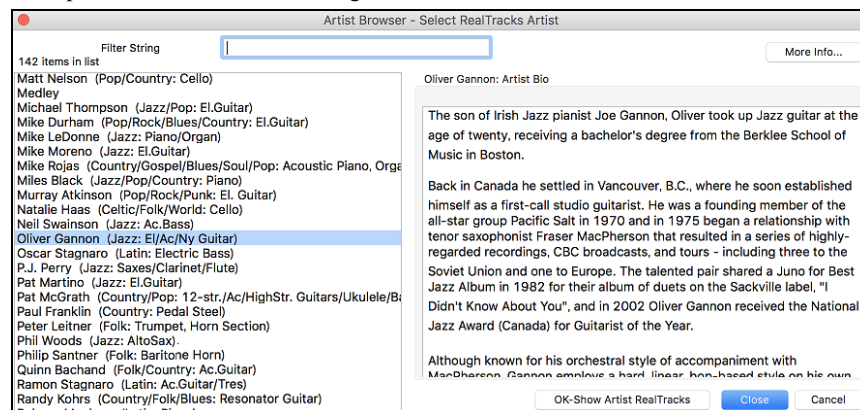 Artist Browser - Select RealTracks Artist
Filter String
142 items in list
More Info...
Matt Nelson (Pop/Country: Cello)
Medley
Michael Thompson (Jazz/Pop: El.Guitar)
Mike Durham (Pop/Rock/Blues/Country: El.Guitar)
Mike LeDonne (Jazz: Piano/Organ)
Mike Moreno (Jazz: El.Guitar)
Mike Rojas (Country/Gospel/Blues/Soul/Pop: Acoustic Piano, Orga
Miles Black (Jazz/Pop/Country: Piano)
Murray Atkinson (Pop/Rock/Punk: El. Guitar)
Natalie Haas (Celtic/Folk/World: Cello)
Neil Swainson (Jazz: Ac.Bass)
Oliver Gannon (Jazz: El/Ac/Ny Guitar)
Oscar Stagnaro (Latin: Electric Bass)
P.J. Perry (Jazz: Saxes/Clarinet/Flute)
Pat Martino (Jazz: El.Guitar)
Pat McGrath (Country/Pop: 12-str./Ac/HighStr. Guitars/Ukulele/Ba
Paul Franklin (Country: Pedal Steel)
Peter Leitner (Folk: Trumpet, Horn Section)
Phil Woods (Jazz: AltoSax).
Philip Santner (Folk: Baritone Horn)
Quinn Bachand (Folk/Country: Ac.Guitar)
Ramon Stagnaro (Latin: Ac.Guitar/Tres)
Randy Kohrs (Country/Folk/Blues: Resonator Guitar)
Oliver Gannon: Artist Bio
The son of Irish Jazz pianist Joe Gannon, Oliver took up Jazz guitar at the
age of twenty, receiving a bachelor's degree from the Berklee School of
Music in Boston.
Back in Canada he settled in Vancouver, B.C., where he soon established
himself as a first-call studio guitarist. He was a founding member of the
all-star group Pacific Salt in 1970 and in 1975 began a relationship with
tenor saxophonist Fraser MacPherson that resulted in a series of highly-
regarded recordings, CBC broadcasts, and tours - including three to the
Soviet Union and one to Europe. The talented pair shared a Juno for Best
Jazz Album in 1982 for their album of duets on the Sackville label, "I
Didn't Know About You", and in 2002 Oliver Gannon received the National
Jazz Award (Canada) for Guitarist of the Year.
Although known for his orchestral style of accompaniment with
MacPherson, Gannon employs a hard, linear, bop-based style on his own
OK-Show Artist RealTracks
Close
Cancel